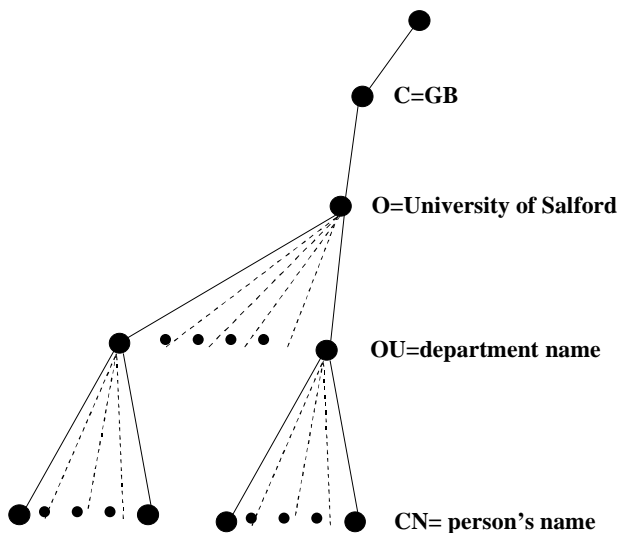 C=GB
O=University of Salford
OU=department name
CN= person's name